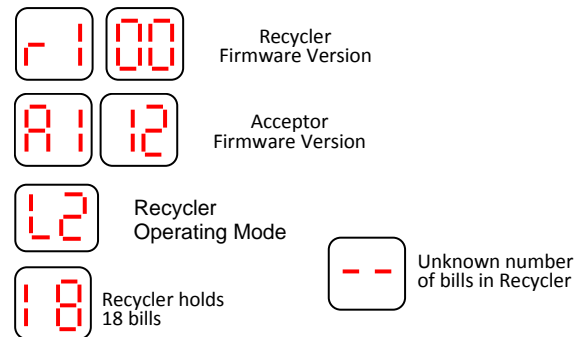 r1 00 Recycler
Firmware Version
A1 12 Acceptor
Firmware Version
L2 Recycler
Operating Mode
-- Unknown number
of bills in Recycler
18 Recycler holds
18 bills